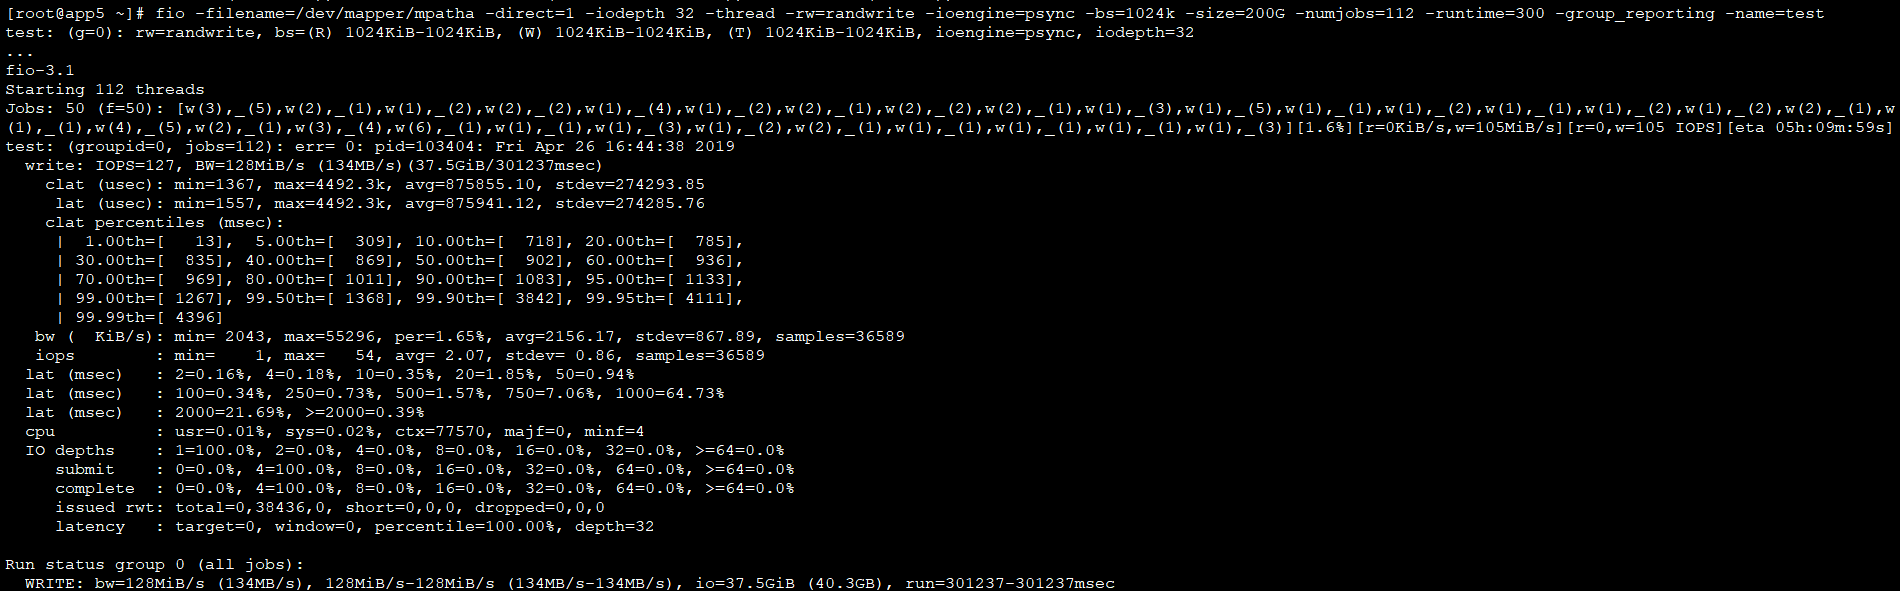 [root@app5 ~]# fio -filename=/dev/mapper/mpatha -direct=1 -iodepth 32 -thread -rw=randwrite -ioengine=psync -bs=1024k -size=200G -numjobs=112 -runtime=300 -group_reporting -name=test
test: (g=0): rw=randwrite, bs=(R) 1024KiB-1024KiB, (W) 1024KiB-1024KiB, (T) 1024KiB-1024KiB, ioengine=psync, iodepth=32
...
fio-3.1
Starting 112 threads
Jobs: 50 (f=50): [w(3),_(5),w(2),_(1),w(1),_(2),w(2),_(2),w(1),_(4),w(1),_(2),w(2),_(1),w(2),_(2),w(2),_(1),w(1),_(3),w(1),_(5),w(1),_(1),w(1),_(2),w(1),_(1),w(1),_(2),w(1),_(2),w(2),_(1),w
(1),_(1),w(4),_(5),w(2),_(1),w(3),_(4),w(6),_(1),w(1),_(1),w(1),_(3),w(1),_(2),w(2),_(1),w(1),_(1),w(1),_(1),w(1),_(1),w(1),_(3)][1.6%][r=0KiB/s,w=105MiB/s][r=0,w=105 IOPS][eta 05h:09m:59s]
test: (groupid=0, jobs=112): err= 0: pid=103404: Fri Apr 26 16:44:38 2019
  write: IOPS=127, BW=128MiB/s (134MB/s)(37.5GiB/301237msec)
    clat (usec): min=1367, max=4492.3k, avg=875855.10, stdev=274293.85
     lat (usec): min=1557, max=4492.3k, avg=875941.12, stdev=274285.76
    clat percentiles (msec):
     |  1.00th=[   13],  5.00th=[  309], 10.00th=[  718], 20.00th=[  785],
     | 30.00th=[  835], 40.00th=[  869], 50.00th=[  902], 60.00th=[  936],
     | 70.00th=[  969], 80.00th=[ 1011], 90.00th=[ 1083], 95.00th=[ 1133],
     | 99.00th=[ 1267], 99.50th=[ 1368], 99.90th=[ 3842], 99.95th=[ 4111],
     | 99.99th=[ 4396]
   bw (  KiB/s): min= 2043, max=55296, per=1.65%, avg=2156.17, stdev=867.89, samples=36589
   iops        : min=    1, max=   54, avg= 2.07, stdev= 0.86, samples=36589
  lat (msec)   : 2=0.16%, 4=0.18%, 10=0.35%, 20=1.85%, 50=0.94%
  lat (msec)   : 100=0.34%, 250=0.73%, 500=1.57%, 750=7.06%, 1000=64.73%
  lat (msec)   : 2000=21.69%, >=2000=0.39%
  cpu          : usr=0.01%, sys=0.02%, ctx=77570, majf=0, minf=4
  IO depths    : 1=100.0%, 2=0.0%, 4=0.0%, 8=0.0%, 16=0.0%, 32=0.0%, >=64=0.0%
     submit    : 0=0.0%, 4=100.0%, 8=0.0%, 16=0.0%, 32=0.0%, 64=0.0%, >=64=0.0%
     complete  : 0=0.0%, 4=100.0%, 8=0.0%, 16=0.0%, 32=0.0%, 64=0.0%, >=64=0.0%
     issued rwt: total=0,38436,0, short=0,0,0, dropped=0,0,0
     latency   : target=0, window=0, percentile=100.00%, depth=32
Run status group 0 (all jobs):
  WRITE: bw=128MiB/s (134MB/s), 128MiB/s-128MiB/s (134MB/s-134MB/s), io=37.5GiB (40.3GB), run=301237-301237msec